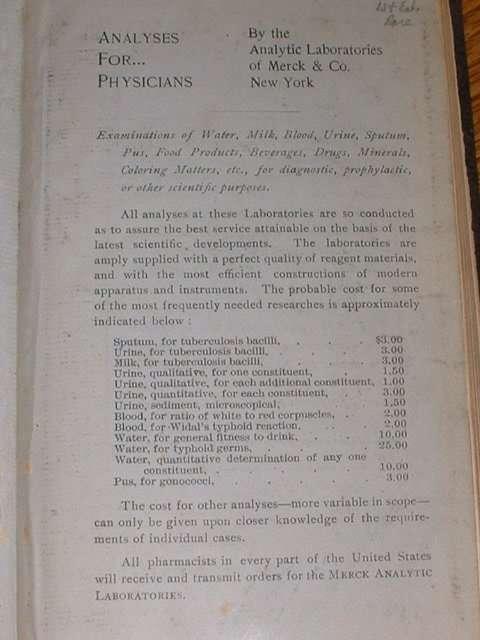 1st Edn.
Rare
ANALYSES
FOR...
PHYSICIANS
By the
Analytic Laboratories
of Merck & Co.
New York
Examinations of Water, Milk, Blood, Urine, Sputum,
Pus, Food Products, Beverages, Drugs, Minerals,
Coloring Matters, etc., for diagnostic, prophylactic,
or other scientific purposes.
All analyses at these Laboratories are so conducted
as to assure the best service attainable on the basis of the
latest scientific developments. The laboratories are
amply supplied with a perfect quality of reagent materials,
and with the most efficient constructions of modern
apparatus and instruments. The probable cost for some
of the most frequently needed researches is approximately
indicated below:
Sputum, for tuberculosis bacilli, . . . $3.00
Urine, for tuberculosis bacilli, . . . . 3.00
Milk, for tuberculosis bacilli, . . . . 3.00
Urine, qualitative, for one constituent, . . 1.50
Urine, qualitative, for each additional constituent, 1.00
Urine, quantitative, for each constituent, . . 3.00
Urine, sediment, microscopical, . . . 1.50
Blood, for ratio of white to red corpuscles, . . 2.00
Blood, for Widal's typhoid reaction, . . 2.00
Water, for general fitness to drink, . . . 10.00
Water, for typhoid germs, . . . . 25.00
Water, quantitative determination of any one
constituent, . . . . . . 10.00
Pus, for gonococci, . . . . . 3.00
The cost for other analyses—more variable in scope—
can only be given upon closer knowledge of the require-
ments of individual cases.
All pharmacists in every part of the United States
will receive and transmit orders for the MERCK ANALYTIC
LABORATORIES.